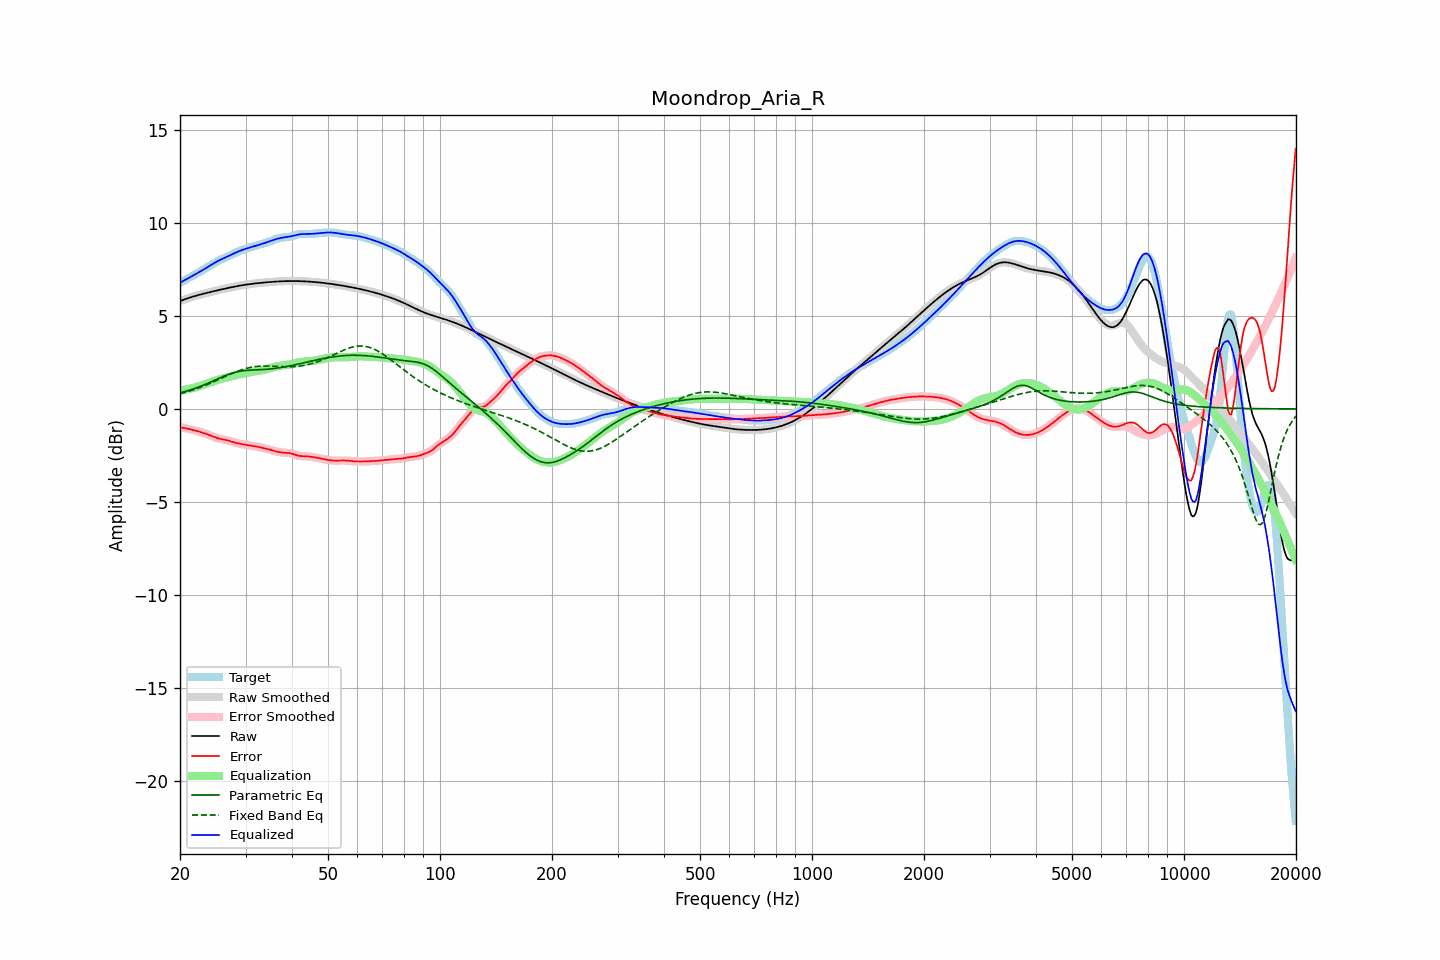 Moondrop_Aria_R
15
10
5
0
−5
−10
−15
−20
Amplitude (dBr)
Target
Raw Smoothed
Error Smoothed
Raw
Error
Equalization
Parametric Eq
Fixed Band Eq
Equalized
20 50 100 200 500 1000 2000 5000 10000 20000
Frequency (Hz)